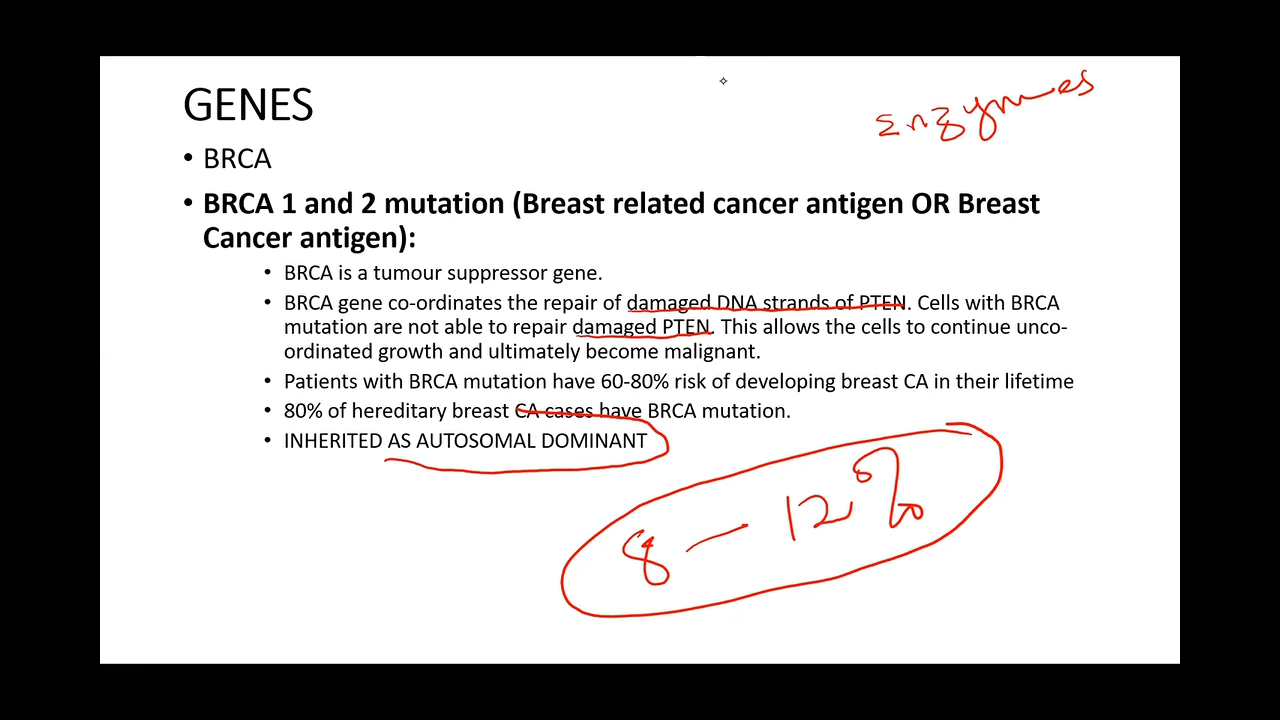 GENES
enzymes
• BRCA
• BRCA 1 and 2 mutation (Breast related cancer antigen OR Breast
Cancer antigen):
• BRCA is a tumour suppressor gene.
• BRCA gene co-ordinates the repair of damaged DNA strands of PTEN. Cells with BRCA
mutation are not able to repair damaged PTEN. This allows the cells to continue unco-
ordinated growth and ultimately become malignant.
• Patients with BRCA mutation have 60-80% risk of developing breast CA in their lifetime
• 80% of hereditary breast CA cases have BRCA mutation.
• INHERITED AS AUTOSOMAL DOMINANT
8 – 12%